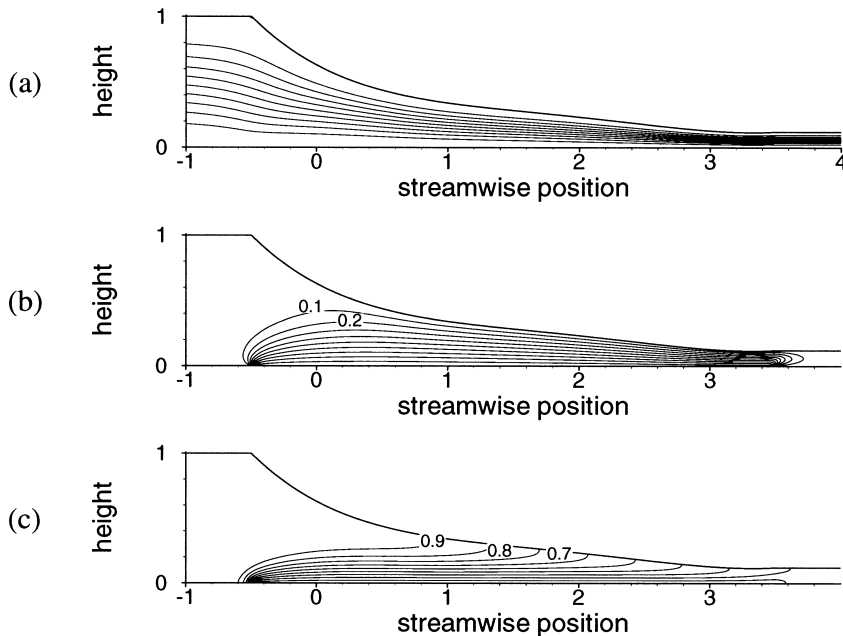 (a)
height
1
0
-1 0 1 2 3 4
streamwise position
(b)
height
1
0
0.1
0.2
-1 0 1 2 3
streamwise position
(c)
height
1
0
0.9
0.8
0.7
-1 0 1 2 3
streamwise position